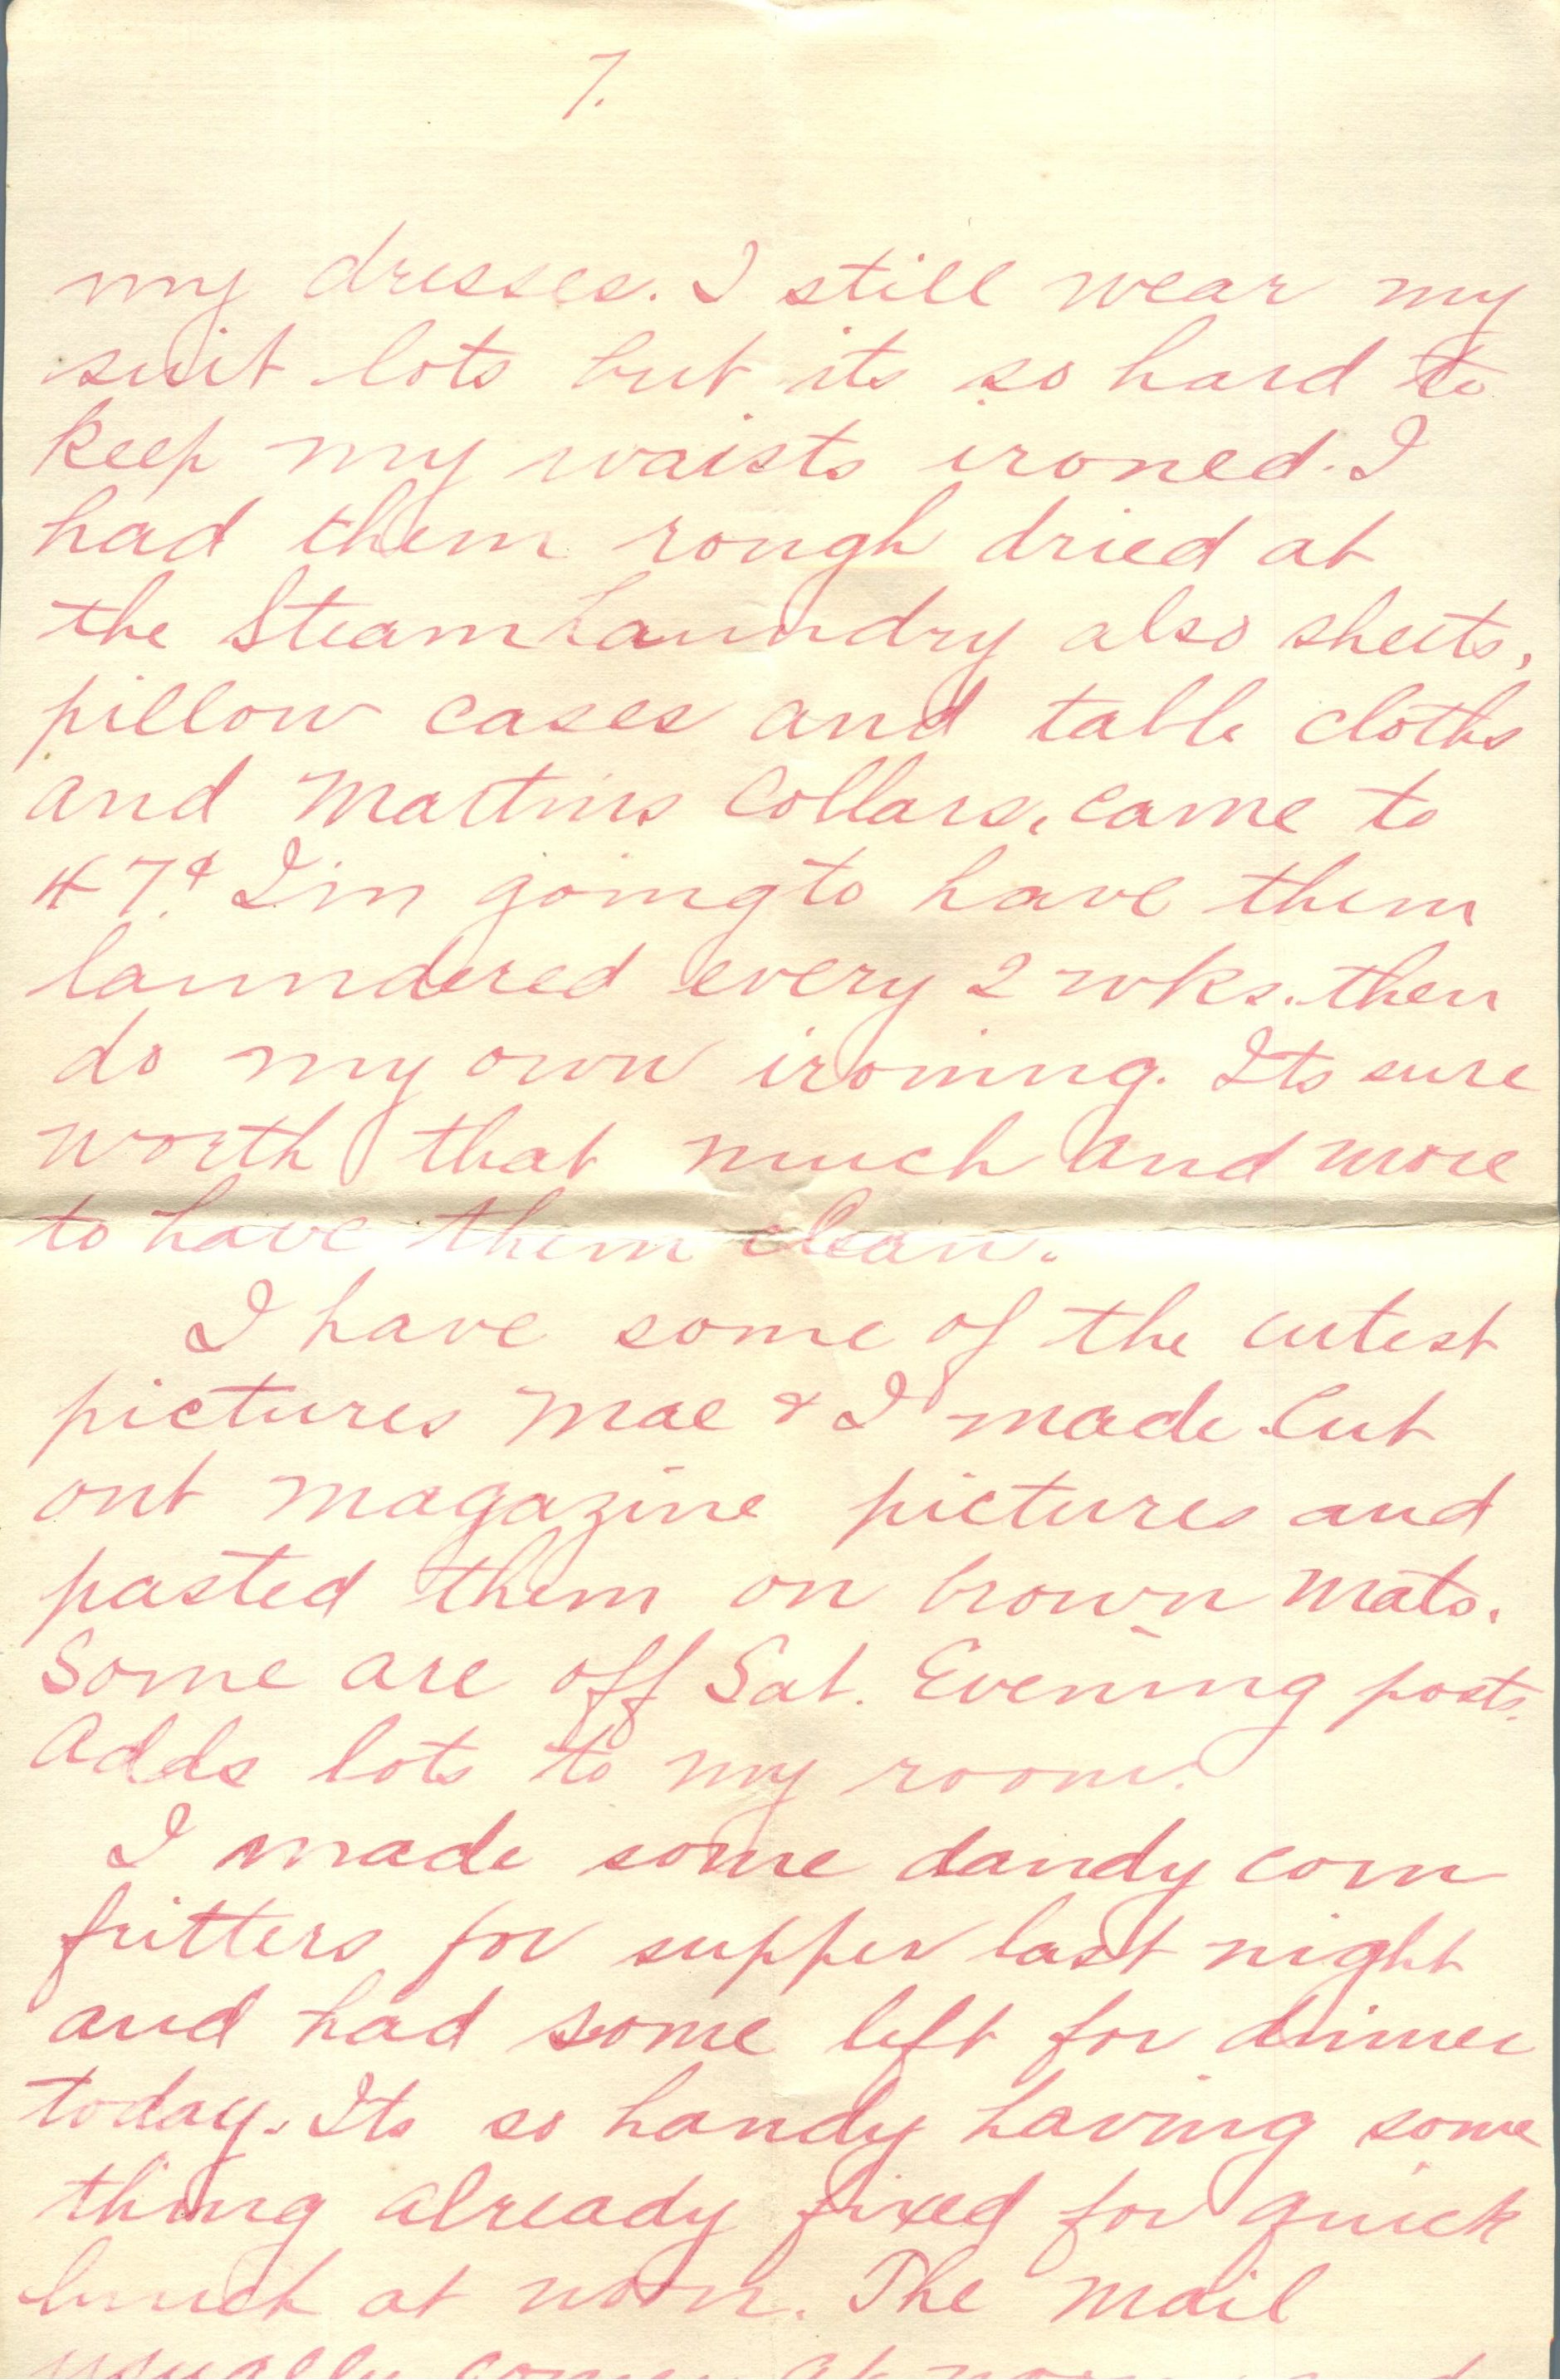 7.
my dresses. I still wear my
suit lots but its so hard to
keep my waists ironed. I
had them rough dried at
the Steam Laundry also sheets,
pillow cases and table cloths
and Martins collars, came to
47¢ I'm going to have them
laundered every 2 wks. then
do my own ironing. Its sure
worth that much and more
to have them clean.
I have some of the cutest
pictures Mae & I made. Cut
out magazine pictures and
pasted them on brown mats.
Some are off Sat. Evening posts.
Adds lots to my room.
I made some dandy corn
fritters for supper last night
and had some left for dinner
today. Its so handy having some
thing already fixed for quick
lunch at noon. The mail
usually comes at noon